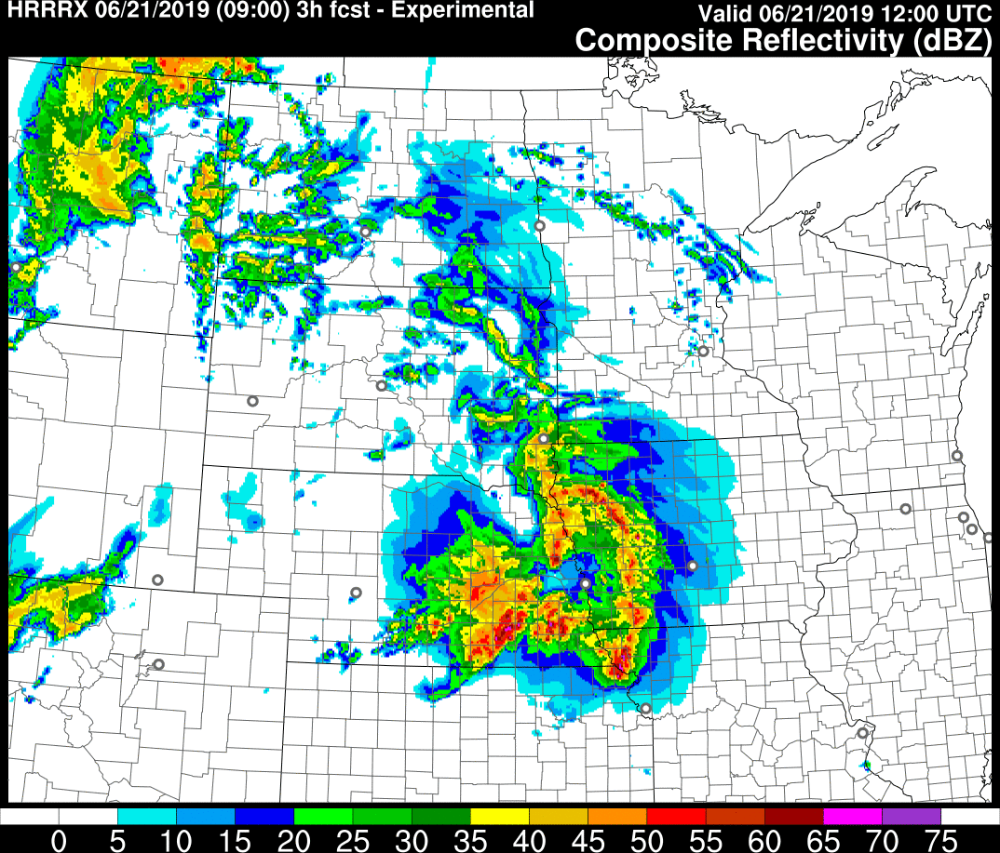 HRRRX 06/21/2019 (09:00) 3h fcst - Experimental
Valid 06/21/2019 12:00 UTC
Composite Reflectivity (dBZ)
0 5 10 15 20 25 30 35 40 45 50 55 60 65 70 75